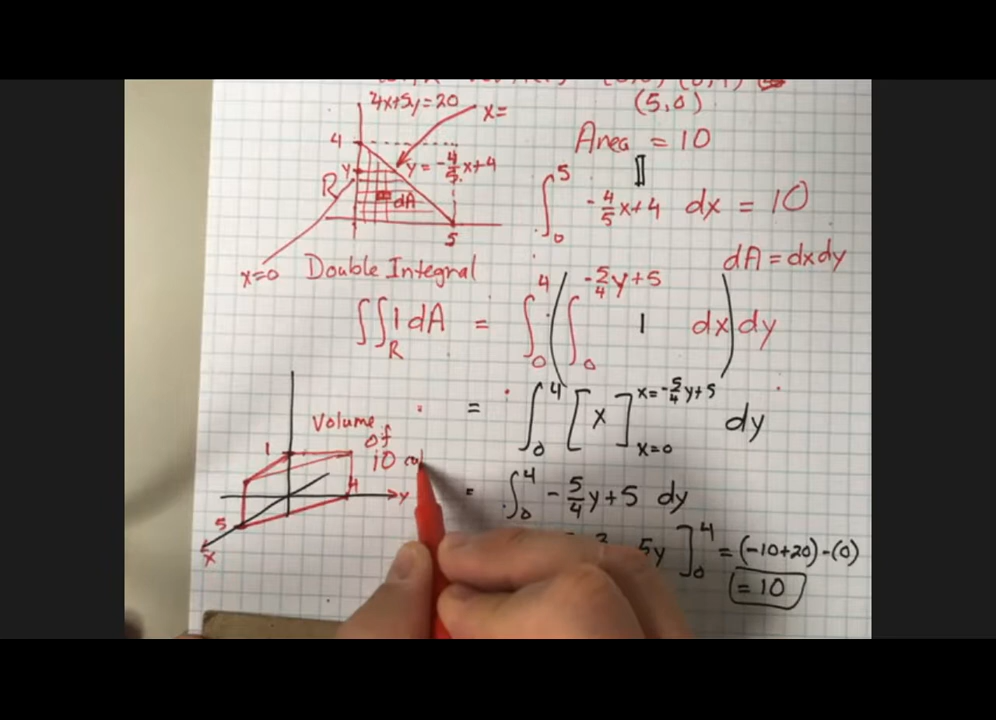 (5,0)
4x+5y=20
x=
Area = 10
4
y
y = -4/5x+4
R
dA
∫₀⁵ -4/5x+4 dx = 10
5
x=0
Double Integral
dA = dxdy
∫∫_R 1 dA = ∫₀⁴ (∫₀^(-5/4y+5) 1 dx) dy
= ∫₀⁴ [x]_(x=0)^(x=-5/4y+5) dy
Volume
of
1
10
4
y
5
x
= ∫₀⁴ -5/4y+5 dy
5y ]₀⁴ = (-10+20)-(0)
= 10